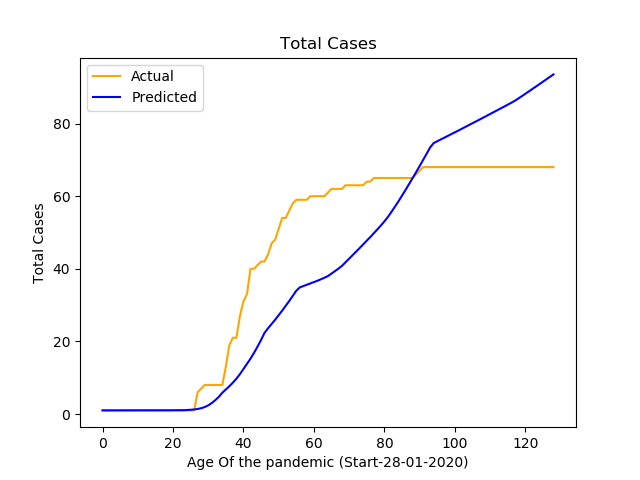 Total Cases
Actual
Predicted
Total Cases
80
60
40
20
0
0 20 40 60 80 100 120
Age Of the pandemic (Start-28-01-2020)